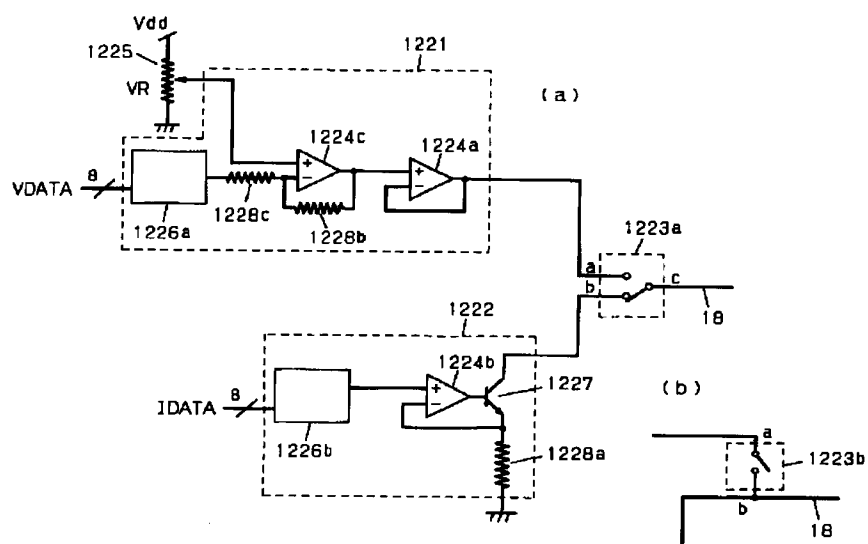 Vdd
1225
VR
1221
(a)
1224c
1224a
+
−
+
−
8
VDATA
1226a
1228c
1228b
1223a
a
b
c
18
1222
1224b
+
−
1227
8
IDATA
1226b
1228a
(b)
a
1223b
b
18